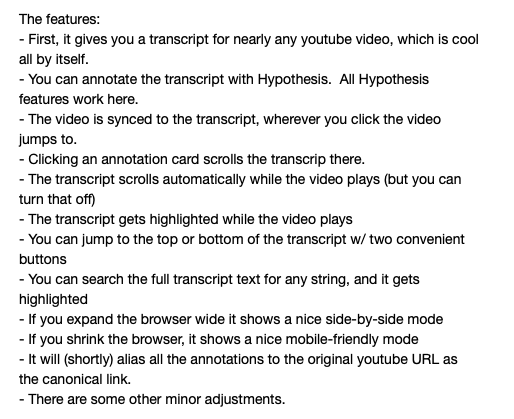 The features:
- First, it gives you a transcript for nearly any youtube video, which is cool
all by itself.
- You can annotate the transcript with Hypothesis.  All Hypothesis
features work here.
- The video is synced to the transcript, wherever you click the video
jumps to.
- Clicking an annotation card scrolls the transcrip there.
- The transcript scrolls automatically while the video plays (but you can
turn that off)
- The transcript gets highlighted while the video plays
- You can jump to the top or bottom of the transcript w/ two convenient
buttons
- You can search the full transcript text for any string, and it gets
highlighted
- If you expand the browser wide it shows a nice side-by-side mode
- If you shrink the browser, it shows a nice mobile-friendly mode
- It will (shortly) alias all the annotations to the original youtube URL as
the canonical link.
- There are some other minor adjustments.